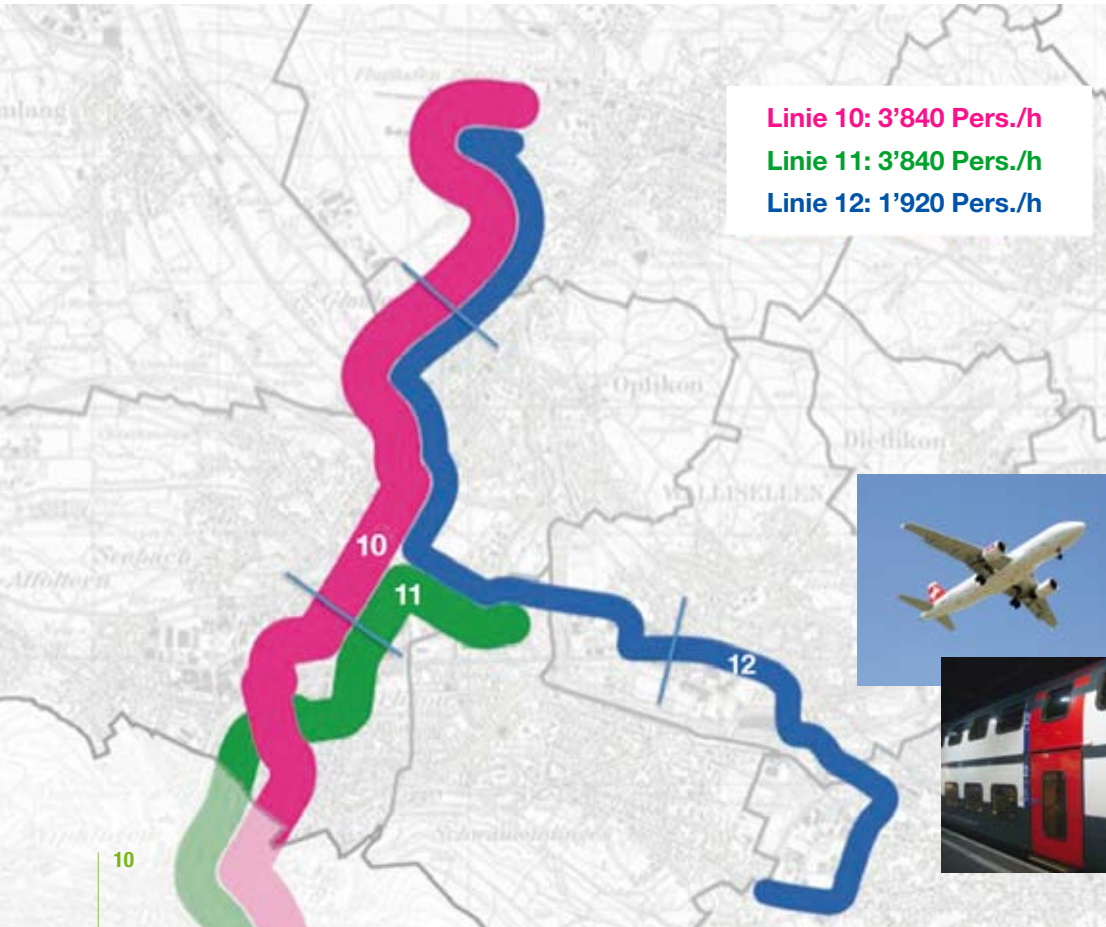 Linie 10: 3’840 Pers./h
Linie 11: 3’840 Pers./h
Linie 12: 1’920 Pers./h
Opfikon
Dietlikon
WALLISELLEN
10
Seebach
Affoltern
11
12
Schwamendingen
10